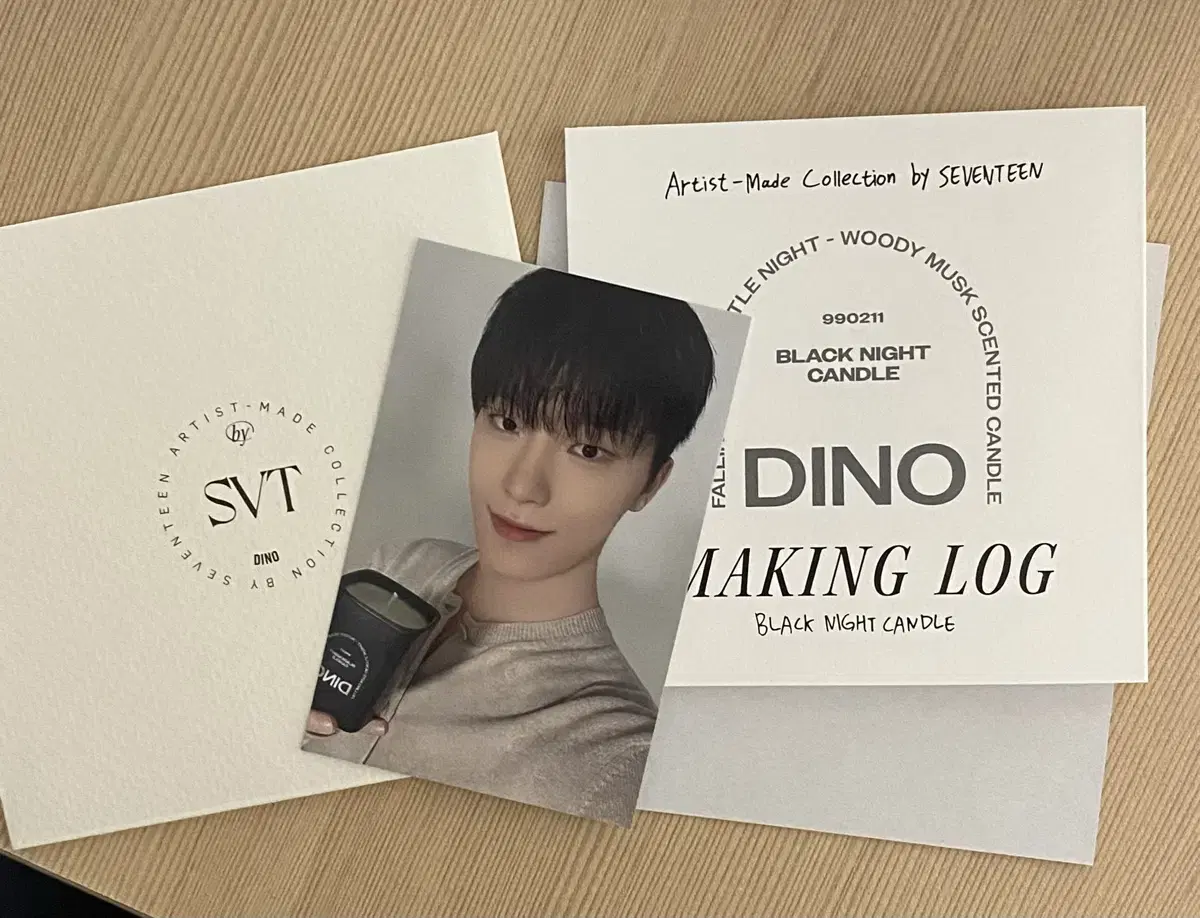 SEVENTEEN ARTIST-MADE COLLECTION BY
by
SVT
DINO
DINO
Artist-Made Collection by SEVENTEEN
TLE NIGHT - WOODY MUSK SCENTED CANDLE
990211
BLACK NIGHT
CANDLE
DINO
MAKING LOG
BLACK NIGHT CANDLE